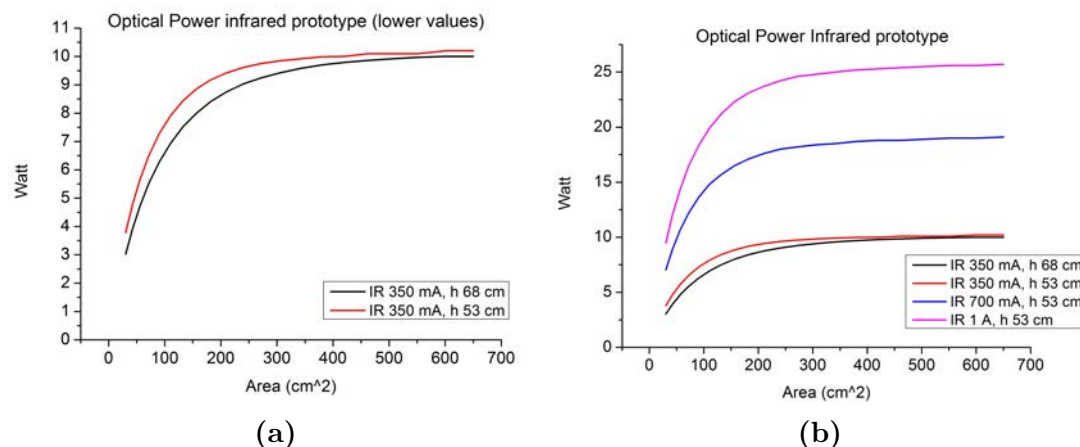 Optical Power infrared prototype (lower values)
11
10
9
8
7
6
5
4
3
2
1
0
Watt
IR 350 mA, h 68 cm
IR 350 mA, h 53 cm
0 100 200 300 400 500 600 700
Area (cm^2)
(a)
Optical Power Infrared prototype
25
20
15
10
5
0
Watt
IR 350 mA, h 68 cm
IR 350 mA, h 53 cm
IR 700 mA, h 53 cm
IR 1 A, h 53 cm
0 100 200 300 400 500 600 700
Area (cm^2)
(b)